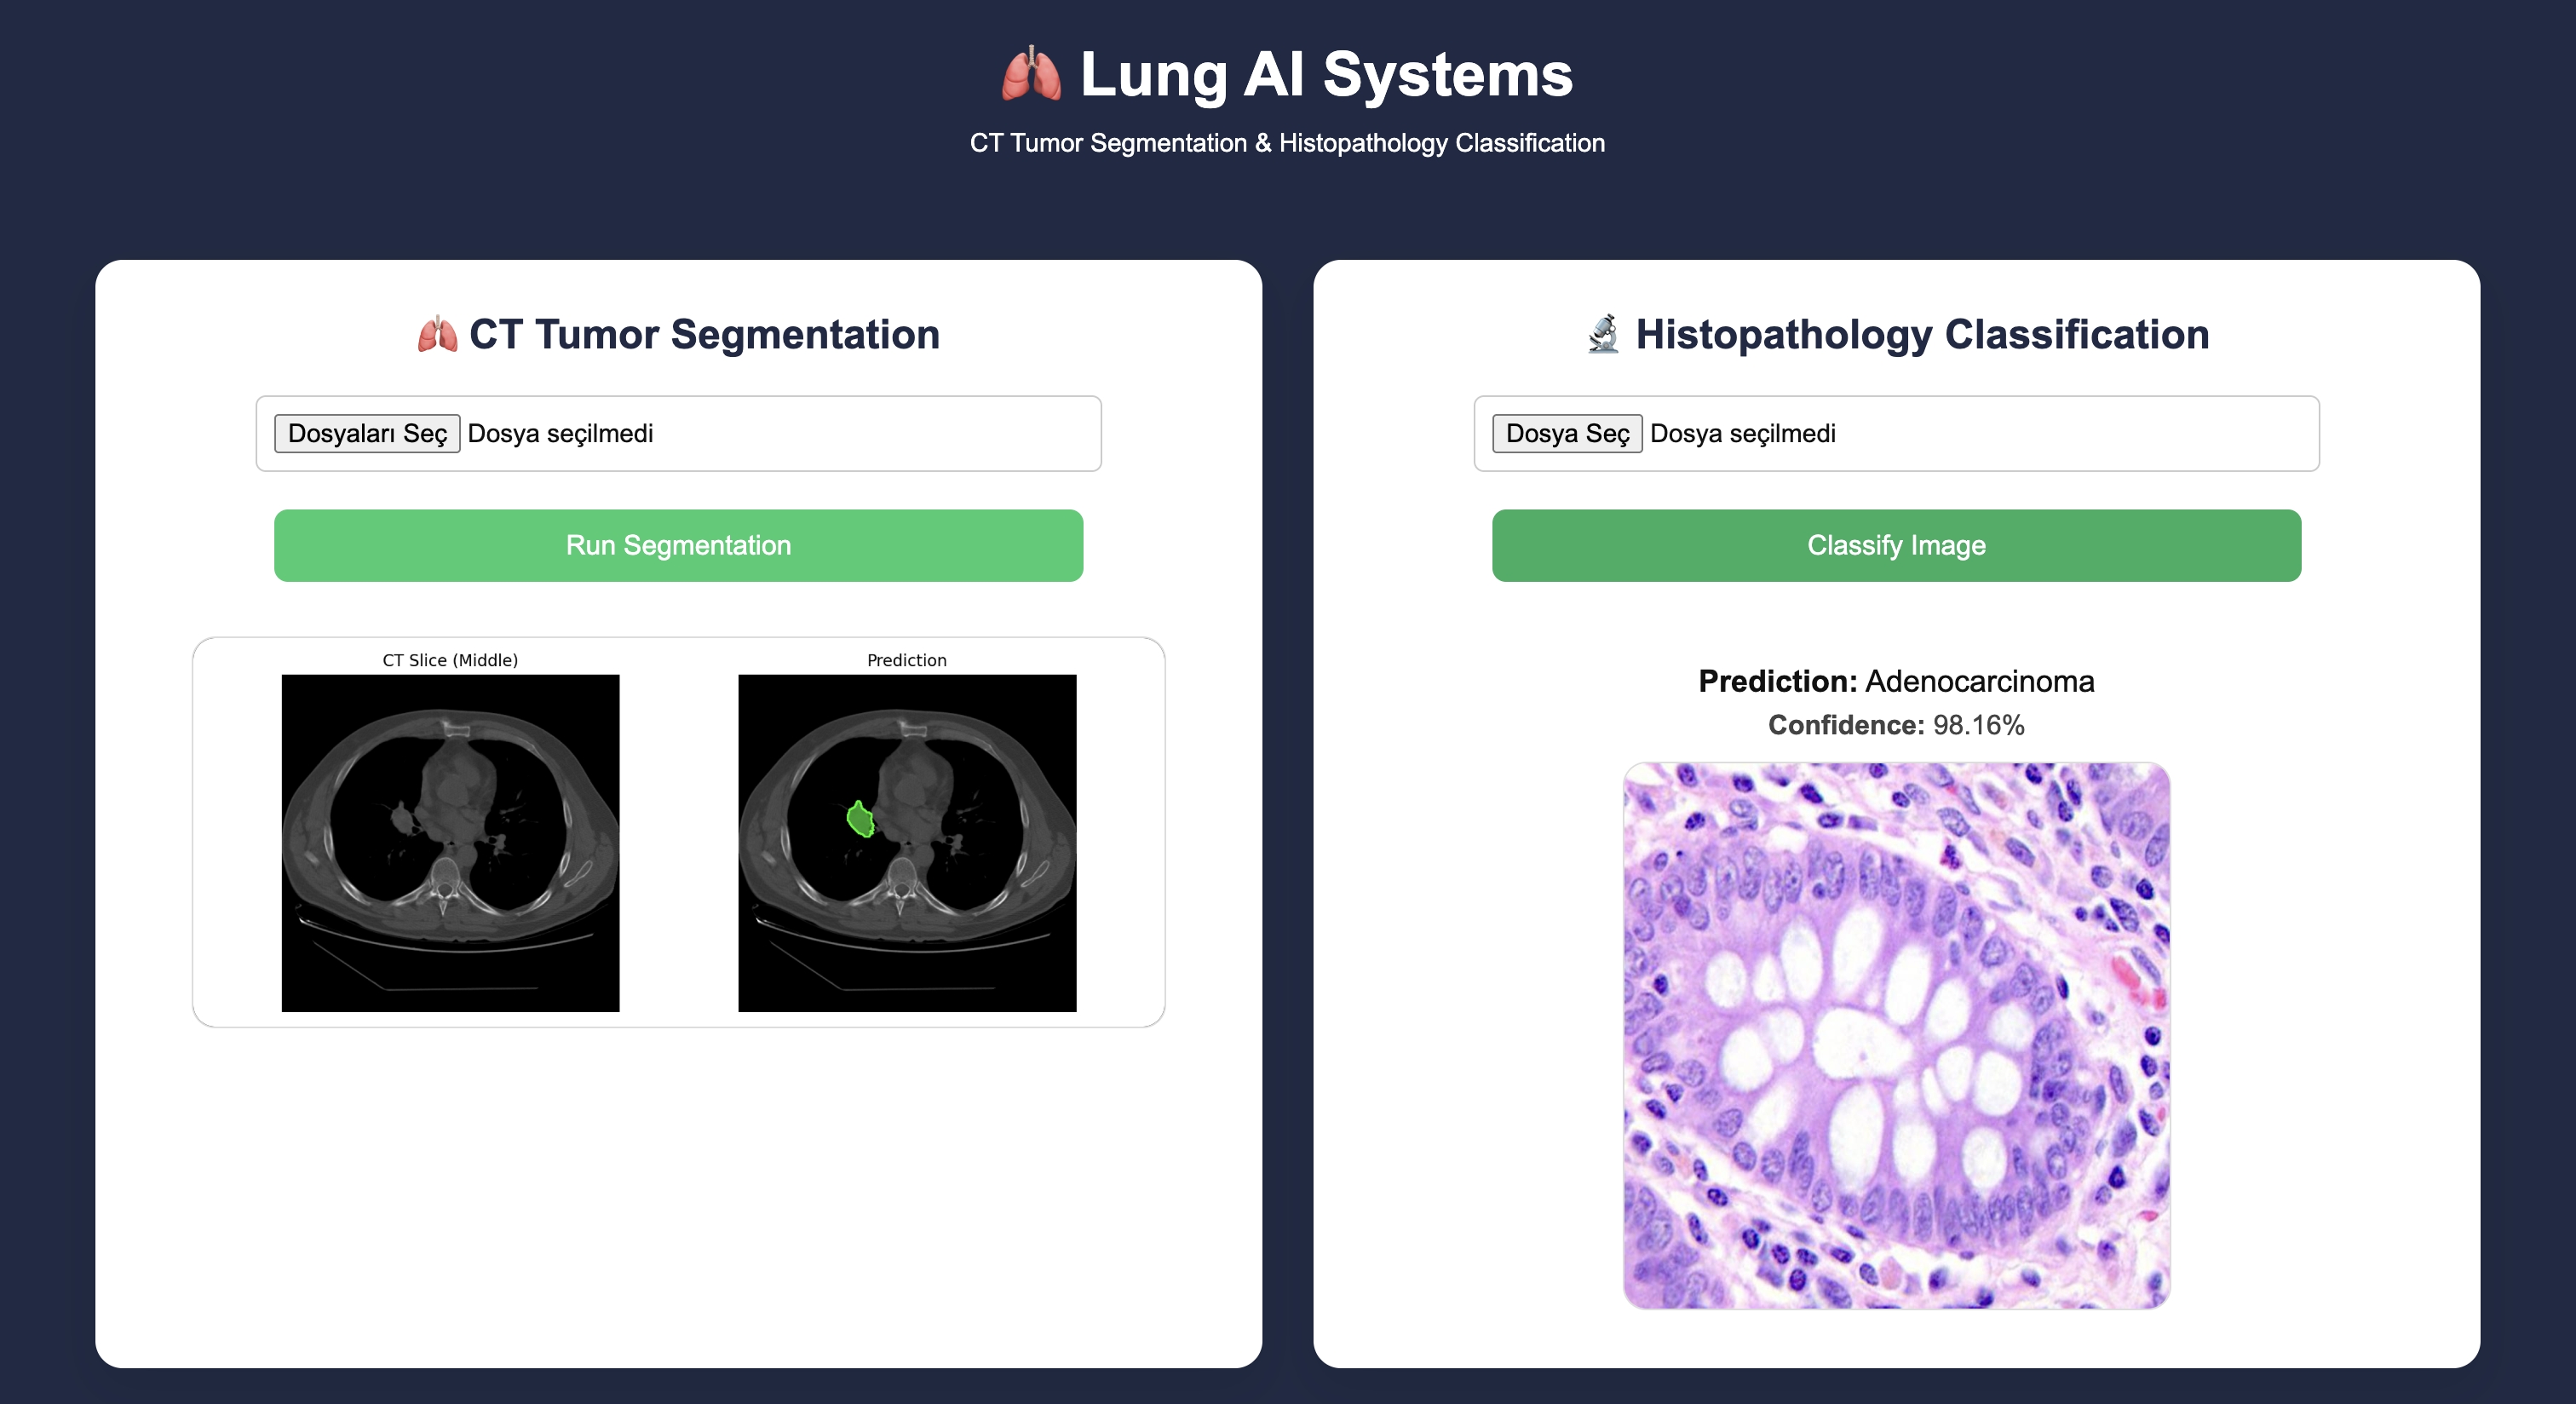 Lung AI Systems
CT Tumor Segmentation & Histopathology Classification
CT Tumor Segmentation
Dosyaları Seç Dosya seçilmedi
Run Segmentation
CT Slice (Middle)
Prediction
Histopathology Classification
Dosya Seç Dosya seçilmedi
Classify Image
Prediction: Adenocarcinoma
Confidence: 98.16%